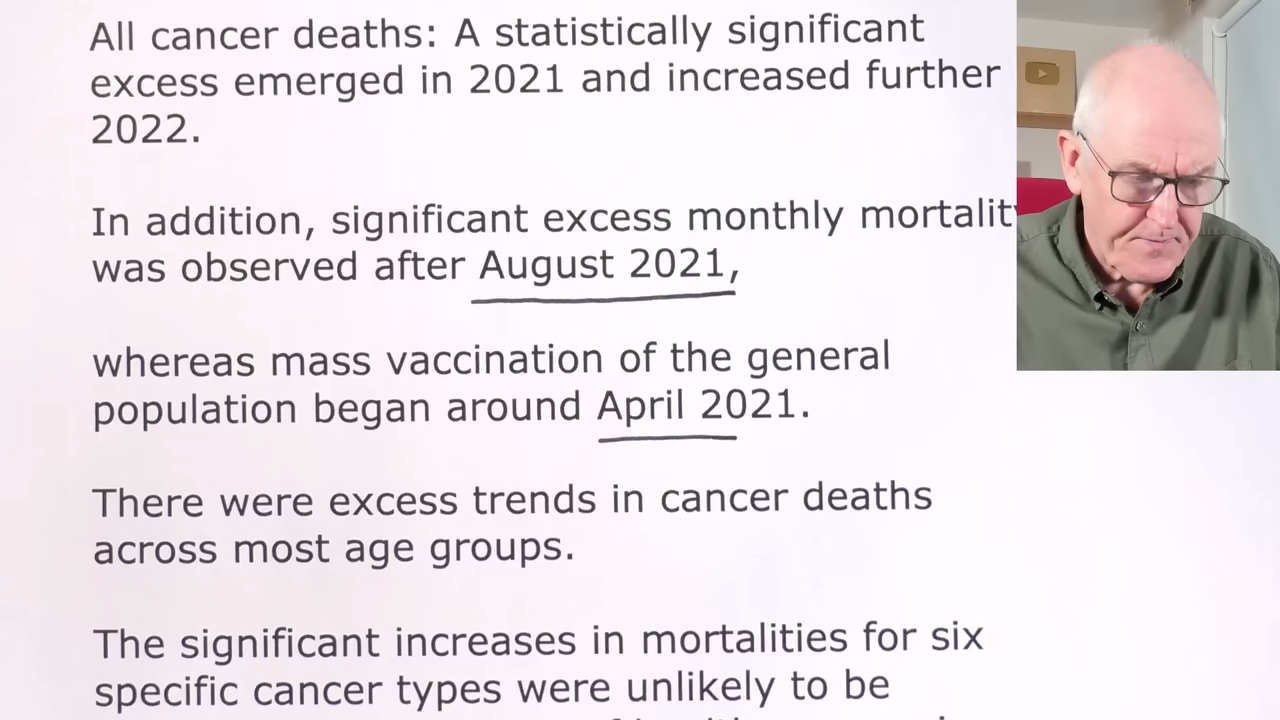 All cancer deaths: A statistically significant
excess emerged in 2021 and increased further
2022.
In addition, significant excess monthly mortality
was observed after August 2021,
whereas mass vaccination of the general
population began around April 2021.
There were excess trends in cancer deaths
across most age groups.
The significant increases in mortalities for six
specific cancer types were unlikely to be